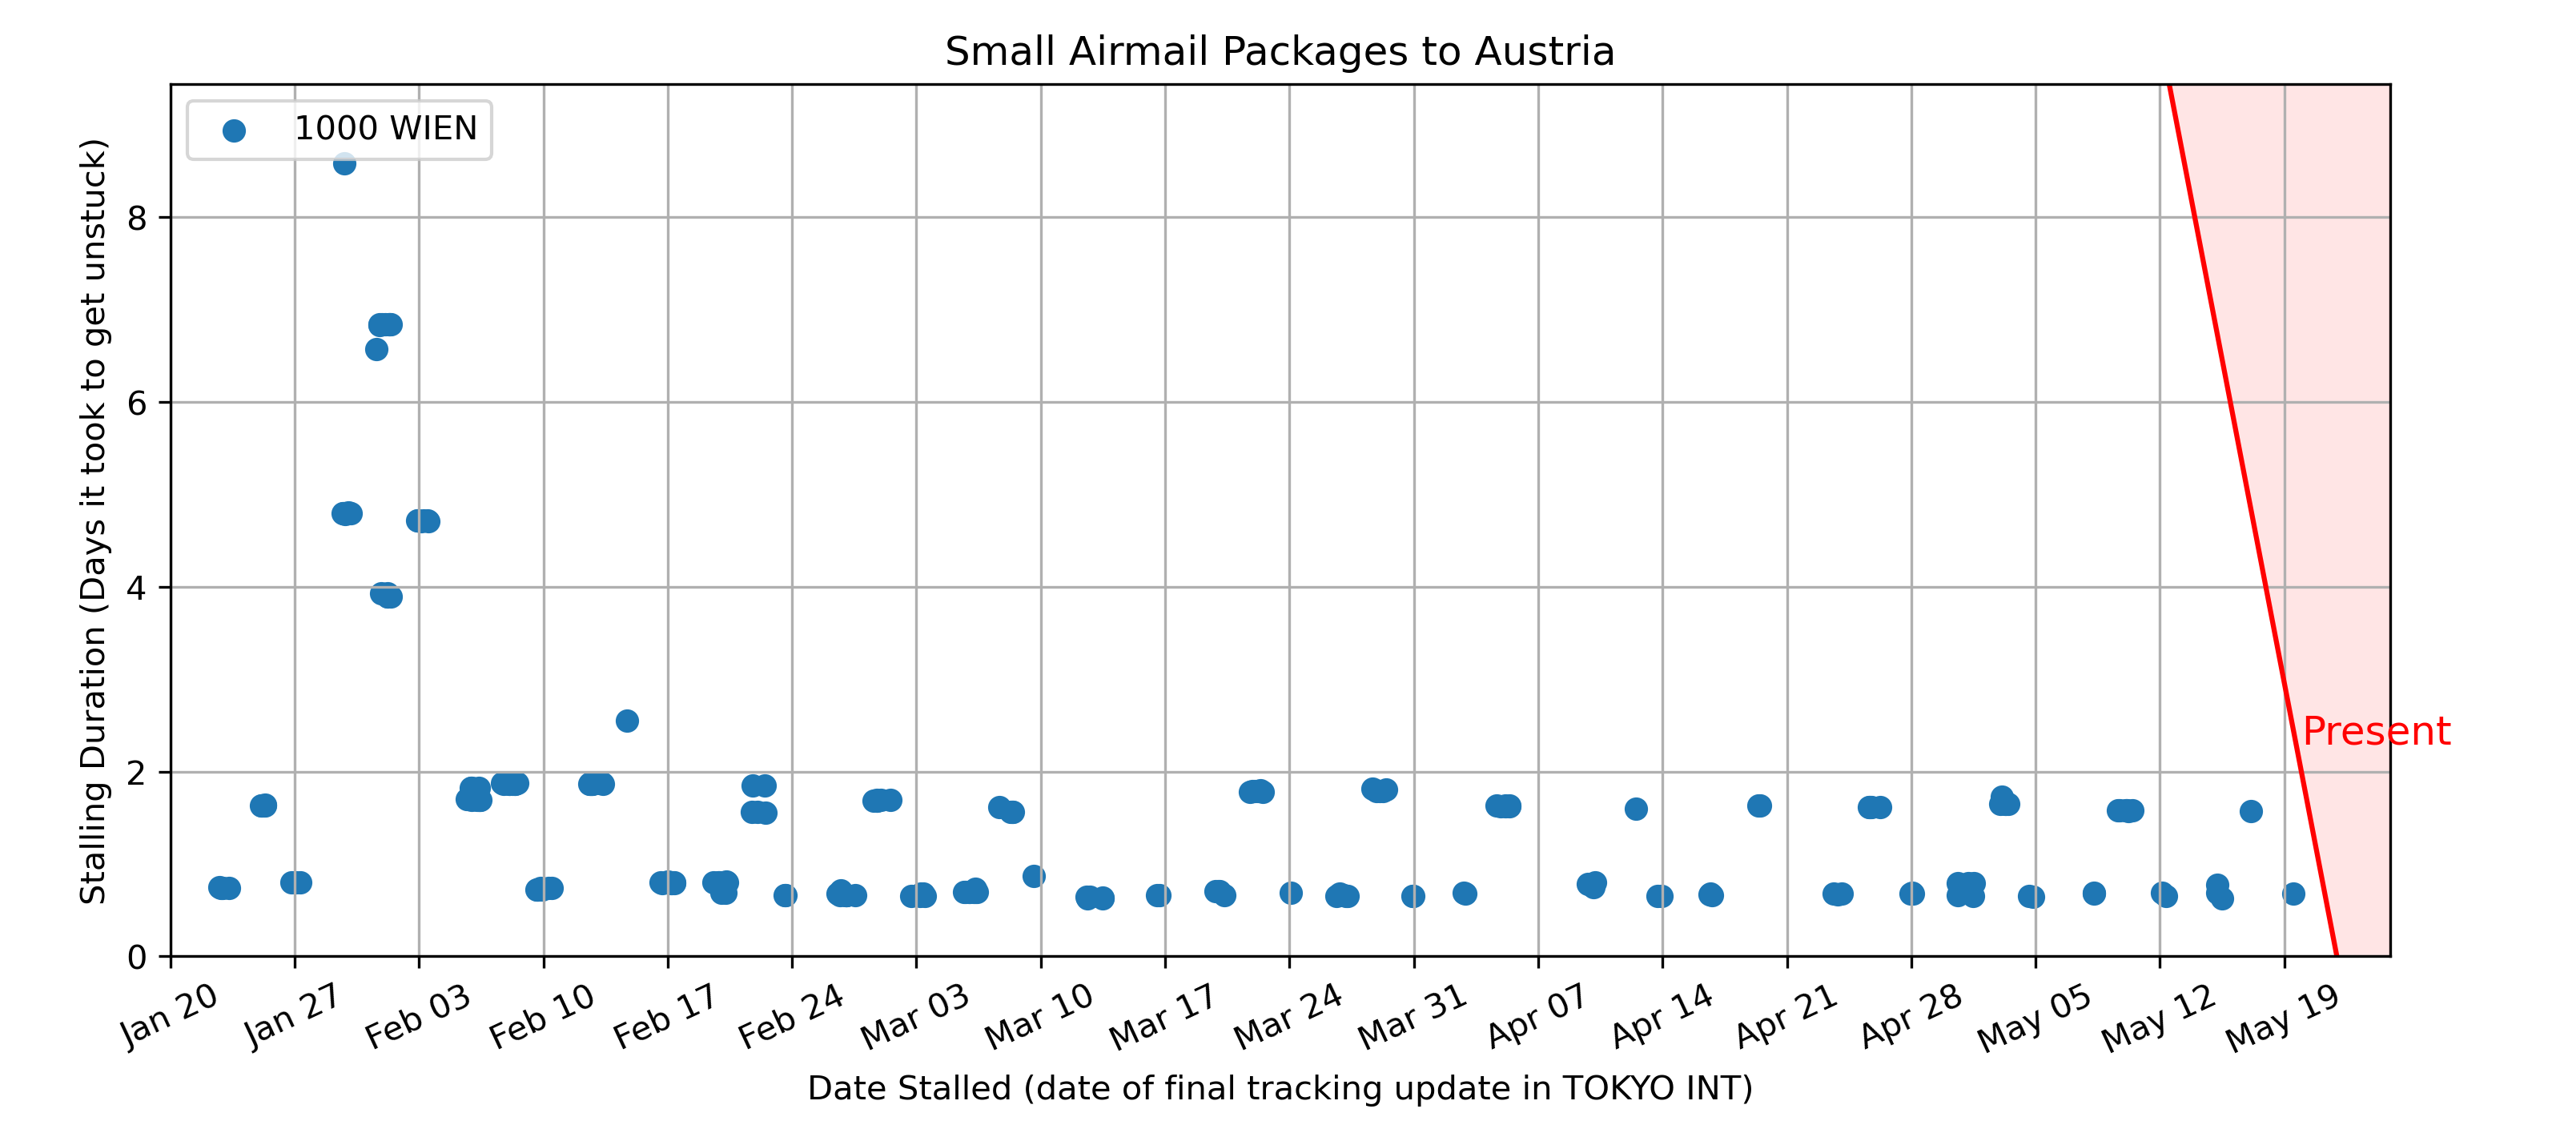 Small Airmail Packages to Austria
1000 WIEN
Stalling Duration (Days it took to get unstuck)
8
6
4
2
0
Present
Jan 20
Jan 27
Feb 03
Feb 10
Feb 17
Feb 24
Mar 03
Mar 10
Mar 17
Mar 24
Mar 31
Apr 07
Apr 14
Apr 21
Apr 28
May 05
May 12
May 19
Date Stalled (date of final tracking update in TOKYO INT)